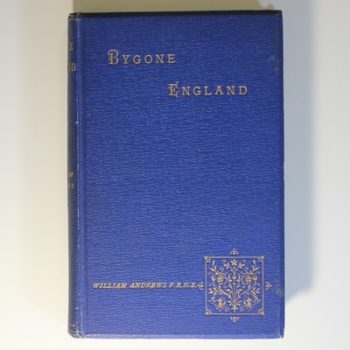 BYGONE
ENGLAND
WILLIAM ANDREWS F.R.H.S.